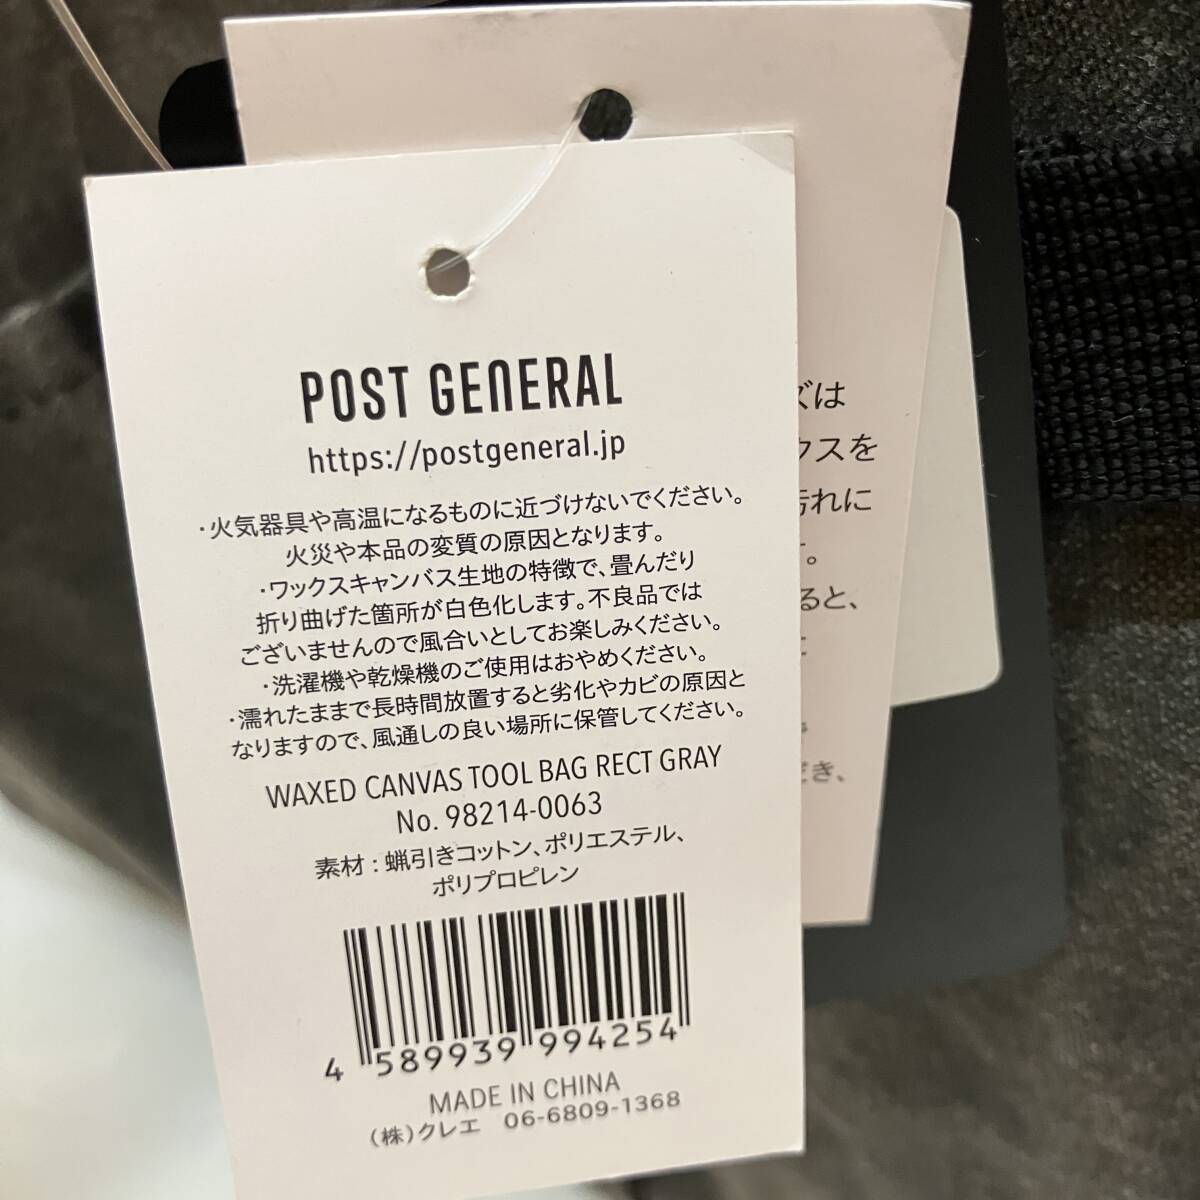 POST GENERAL
https://postgeneral.jp
・火気器具や高温になるものに近づけないでください。
火災や本品の変質の原因となります。
・ワックスキャンバス生地の特徴で、畳んだり
折り曲げた箇所が白色化します。不良品では
ございませんので風合いとしてお楽しみください。
・洗濯機や乾燥機のご使用はおやめください。
・濡れたままで長時間放置すると劣化やカビの原因と
なりますので、風通しの良い場所に保管してください。
WAXED CANVAS TOOL BAG RECT GRAY
No. 98214-0063
素材：蝋引きコットン、ポリエステル、
ポリプロピレン
4 589939 994254
MADE IN CHINA
(株)クレエ 06-6809-1368
ズは
クスを
汚れに
す。
ると、
だき、